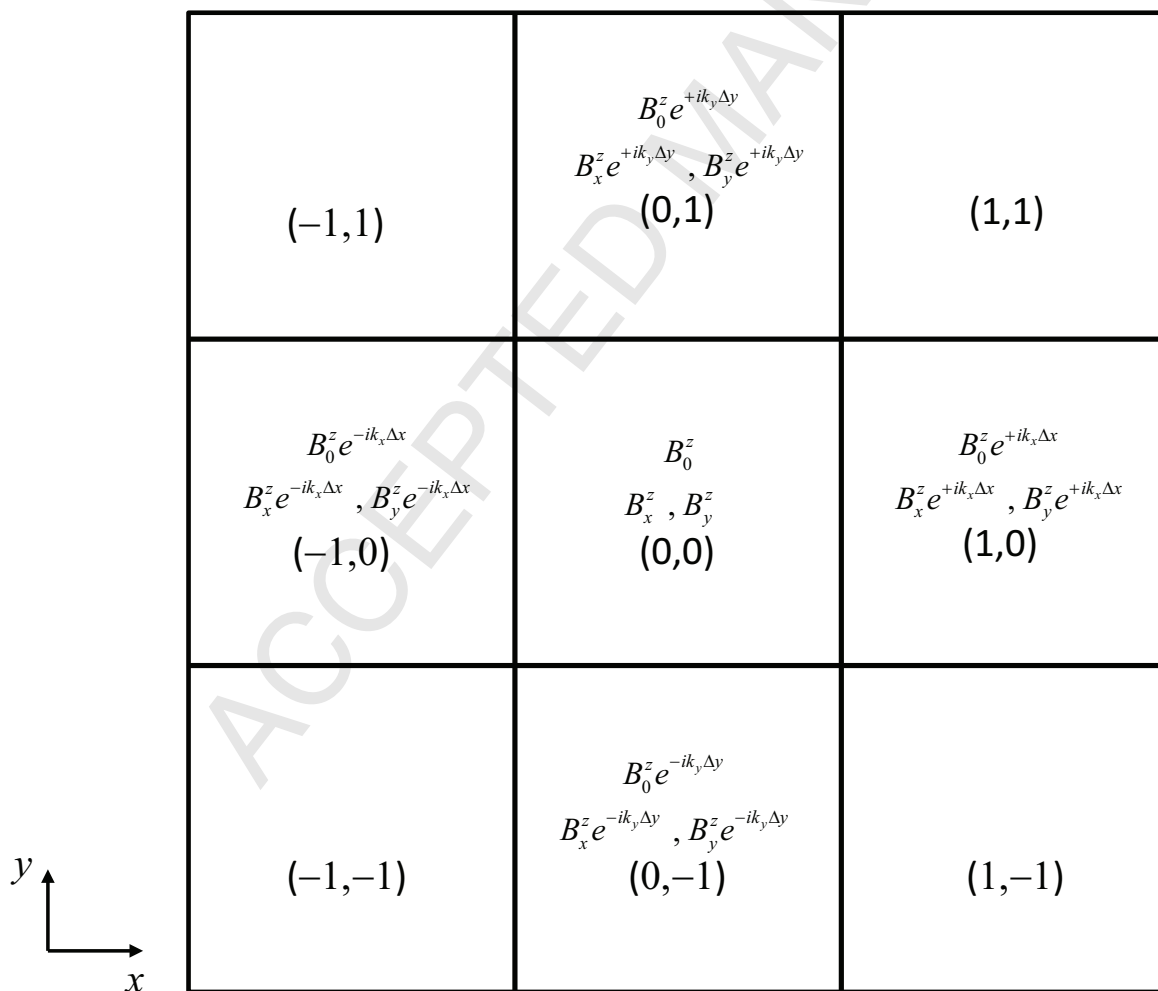 B_0^z e^{+ik_yΔy}
B_x^z e^{+ik_yΔy} , B_y^z e^{+ik_yΔy}
(−1,1)
(0,1)
(1,1)
B_0^z e^{−ik_xΔx}
B_x^z e^{−ik_xΔx} , B_y^z e^{−ik_xΔx}
(−1,0)
B_0^z
B_x^z , B_y^z
(0,0)
B_0^z e^{+ik_xΔx}
B_x^z e^{+ik_xΔx} , B_y^z e^{+ik_xΔx}
(1,0)
B_0^z e^{−ik_yΔy}
B_x^z e^{−ik_yΔy} , B_y^z e^{−ik_yΔy}
(−1,−1)
(0,−1)
(1,−1)
y
x
ACCEPTED MAN